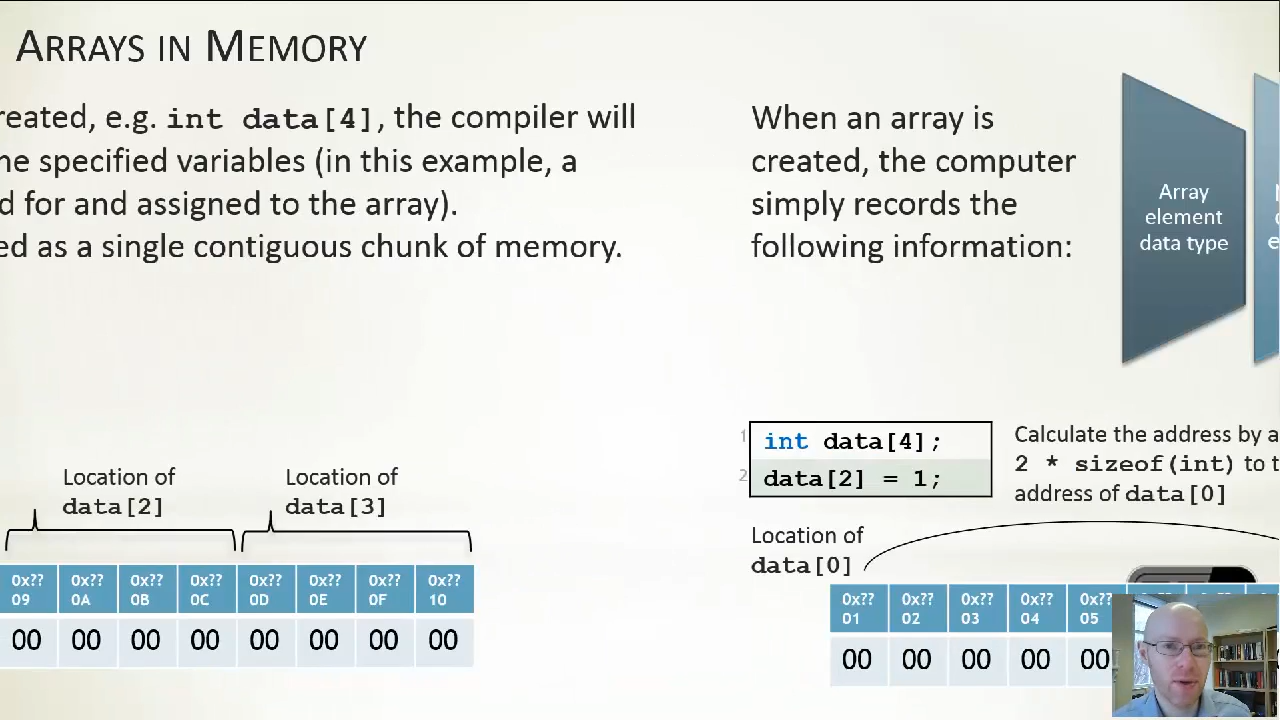 ARRAYS IN MEMORY
reated, e.g. int data[4], the compiler will
he specified variables (in this example, a
d for and assigned to the array).
ed as a single contiguous chunk of memory.
Location of
data[2]
Location of
data[3]
0x?? 0x?? 0x?? 0x?? 0x?? 0x?? 0x?? 0x??
09 0A 0B 0C 0D 0E 0F 10
00 00 00 00 00 00 00 00
When an array is
created, the computer
simply records the
following information:
Array
element
data type
1 int data[4];
2 data[2] = 1;
Calculate the address by a
2 * sizeof(int) to t
address of data[0]
Location of
data[0]
0x?? 0x?? 0x?? 0x?? 0x??
01 02 03 04 05
00 00 00 00 00